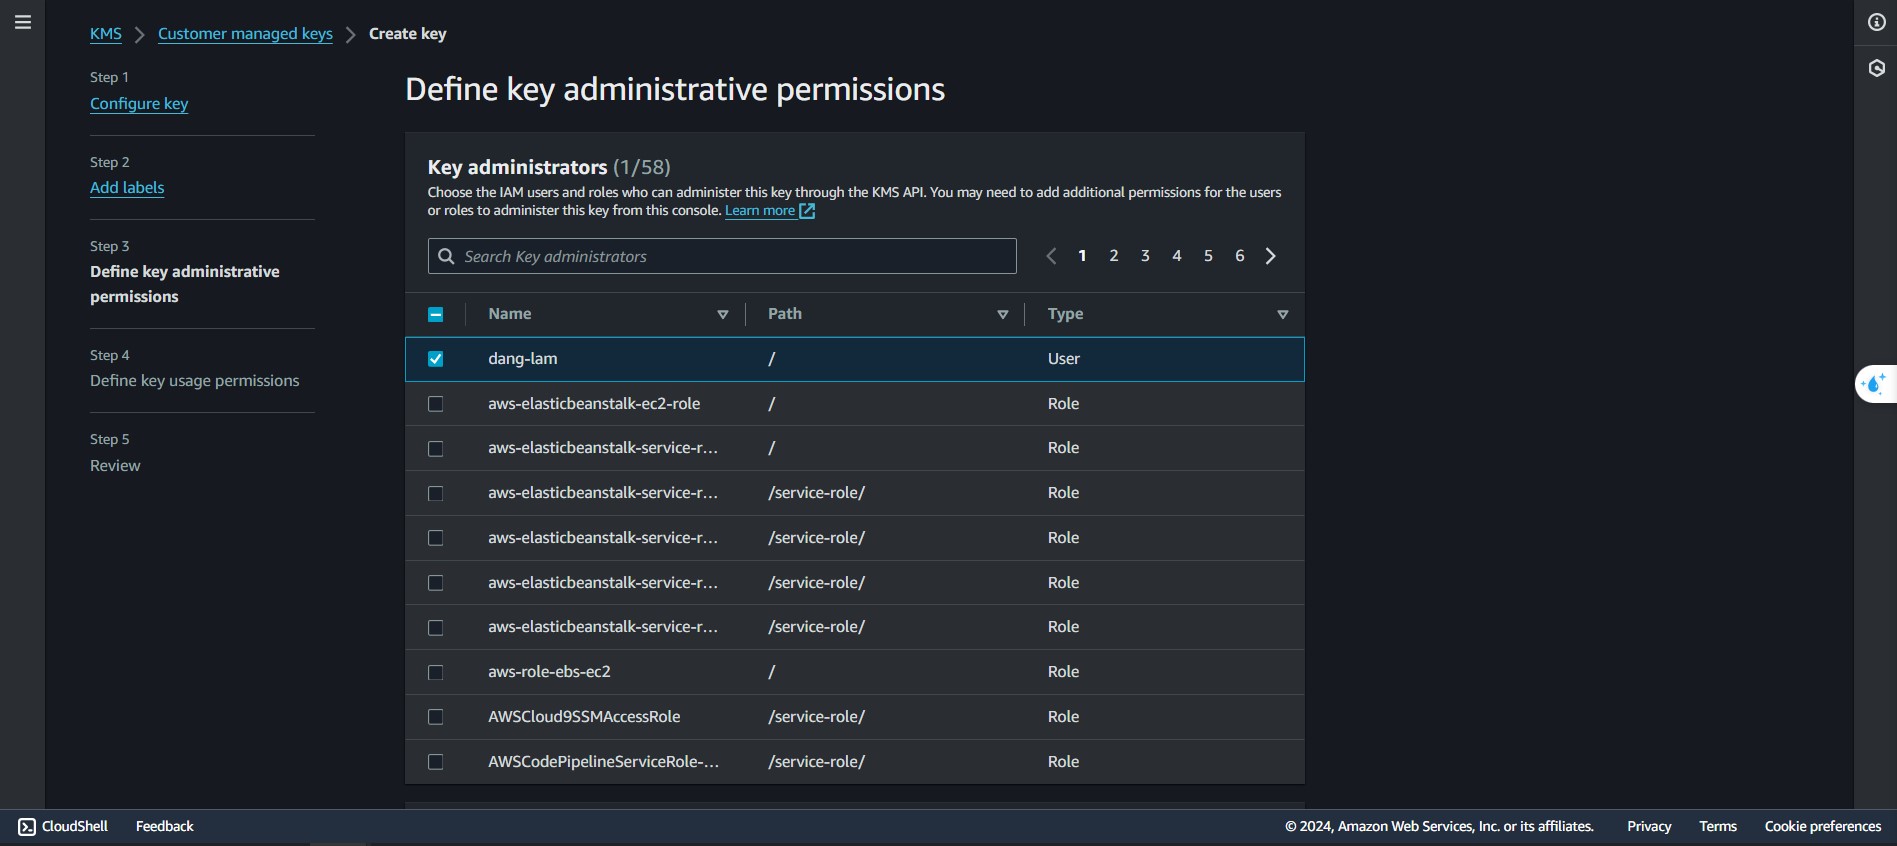 KMS > Customer managed keys > Create key
Step 1
Configure key
Step 2
Add labels
Step 3
Define key administrative
permissions
Step 4
Define key usage permissions
Step 5
Review
Define key administrative permissions
Key administrators (1/58)
Choose the IAM users and roles who can administer this key through the KMS API. You may need to add additional permissions for the users
or roles to administer this key from this console. Learn more
Search Key administrators
1 2 3 4 5 6
Name Path Type
dang-lam / User
aws-elasticbeanstalk-ec2-role / Role
aws-elasticbeanstalk-service-r... / Role
aws-elasticbeanstalk-service-r... /service-role/ Role
aws-elasticbeanstalk-service-r... /service-role/ Role
aws-elasticbeanstalk-service-r... /service-role/ Role
aws-elasticbeanstalk-service-r... /service-role/ Role
aws-role-ebs-ec2 / Role
AWSCloud9SSMAccessRole /service-role/ Role
AWSCodePipelineServiceRole-... /service-role/ Role
CloudShell Feedback © 2024, Amazon Web Services, Inc. or its affiliates. Privacy Terms Cookie preferences